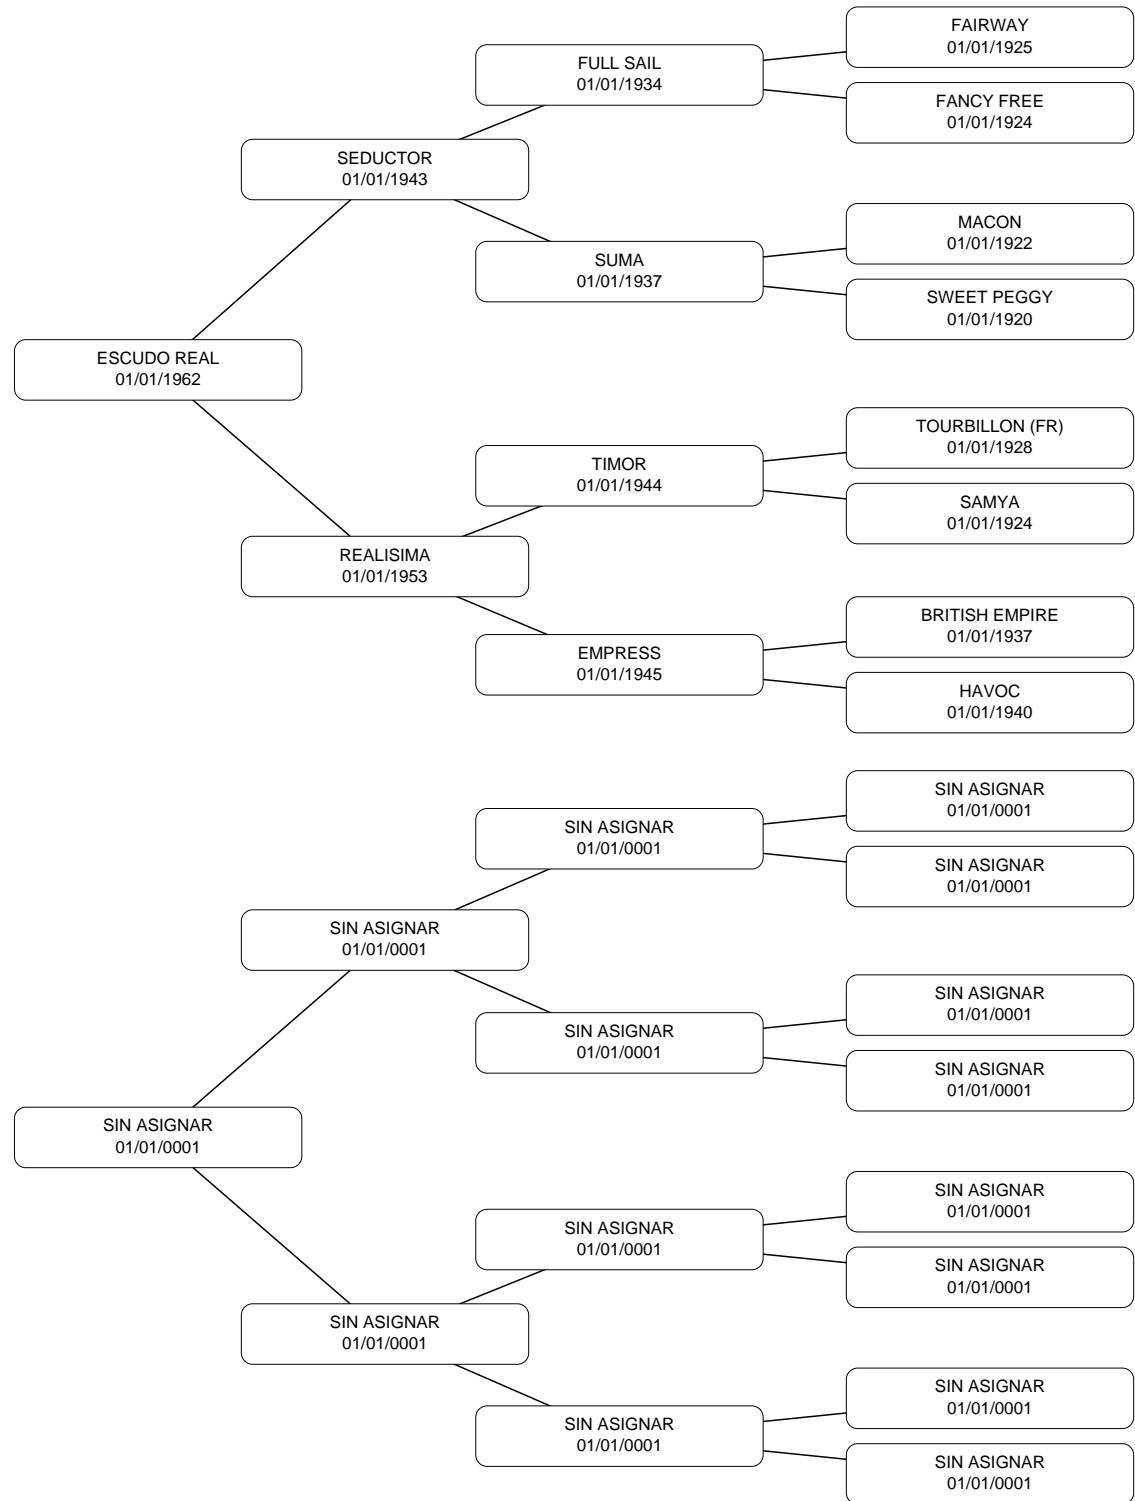 FAIRWAY
01/01/1925
FULL SAIL
01/01/1934
FANCY FREE
01/01/1924
SEDUCTOR
01/01/1943
MACON
01/01/1922
SUMA
01/01/1937
SWEET PEGGY
01/01/1920
ESCUDO REAL
01/01/1962
TOURBILLON (FR)
01/01/1928
TIMOR
01/01/1944
SAMYA
01/01/1924
REALISIMA
01/01/1953
BRITISH EMPIRE
01/01/1937
EMPRESS
01/01/1945
HAVOC
01/01/1940
SIN ASIGNAR
01/01/0001
SIN ASIGNAR
01/01/0001
SIN ASIGNAR
01/01/0001
SIN ASIGNAR
01/01/0001
SIN ASIGNAR
01/01/0001
SIN ASIGNAR
01/01/0001
SIN ASIGNAR
01/01/0001
SIN ASIGNAR
01/01/0001
SIN ASIGNAR
01/01/0001
SIN ASIGNAR
01/01/0001
SIN ASIGNAR
01/01/0001
SIN ASIGNAR
01/01/0001
SIN ASIGNAR
01/01/0001
SIN ASIGNAR
01/01/0001
SIN ASIGNAR
01/01/0001